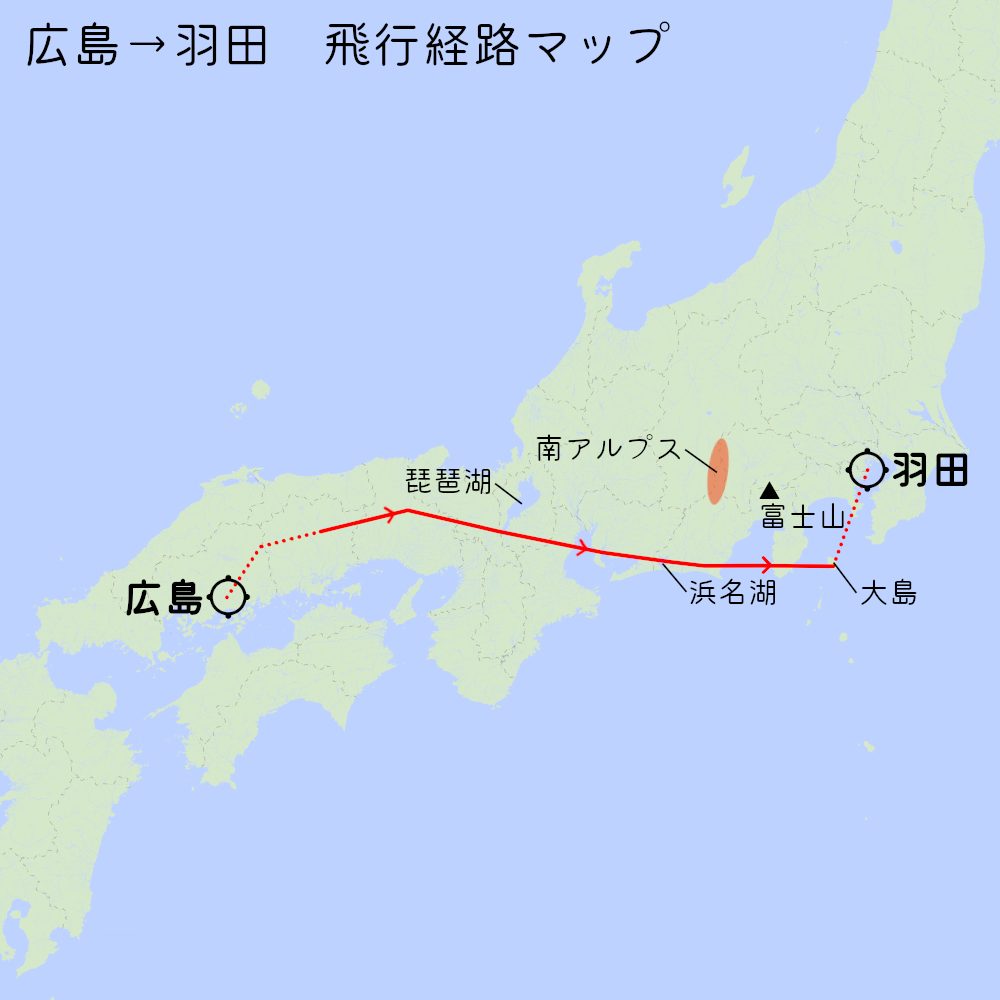 広島→羽田　飛行経路マップ
南アルプス
琵琶湖
羽田
富士山
広島
浜名湖
大島